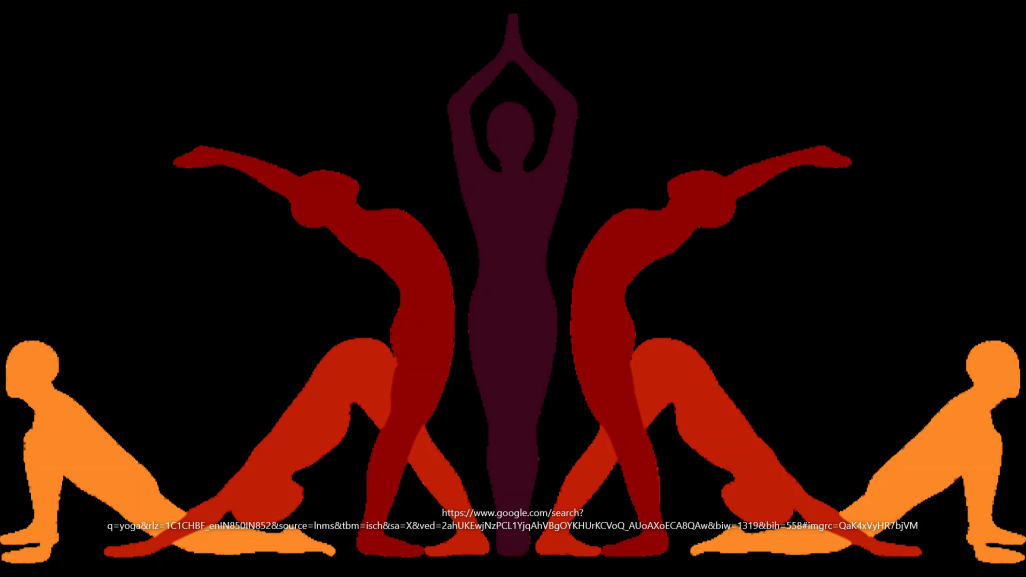 https://www.google.com/search?
q=yoga&rlz=1C1CHBF_enIN850IN852&source=lnms&tbm=isch&sa=X&ved=2ahUKEwjNzPCL1YjqAhVBgOYKHUrKCVoQ_AUoAXoECA8QAw&biw=1319&bih=558#imgrc=QaK4xVyHR7bjVM